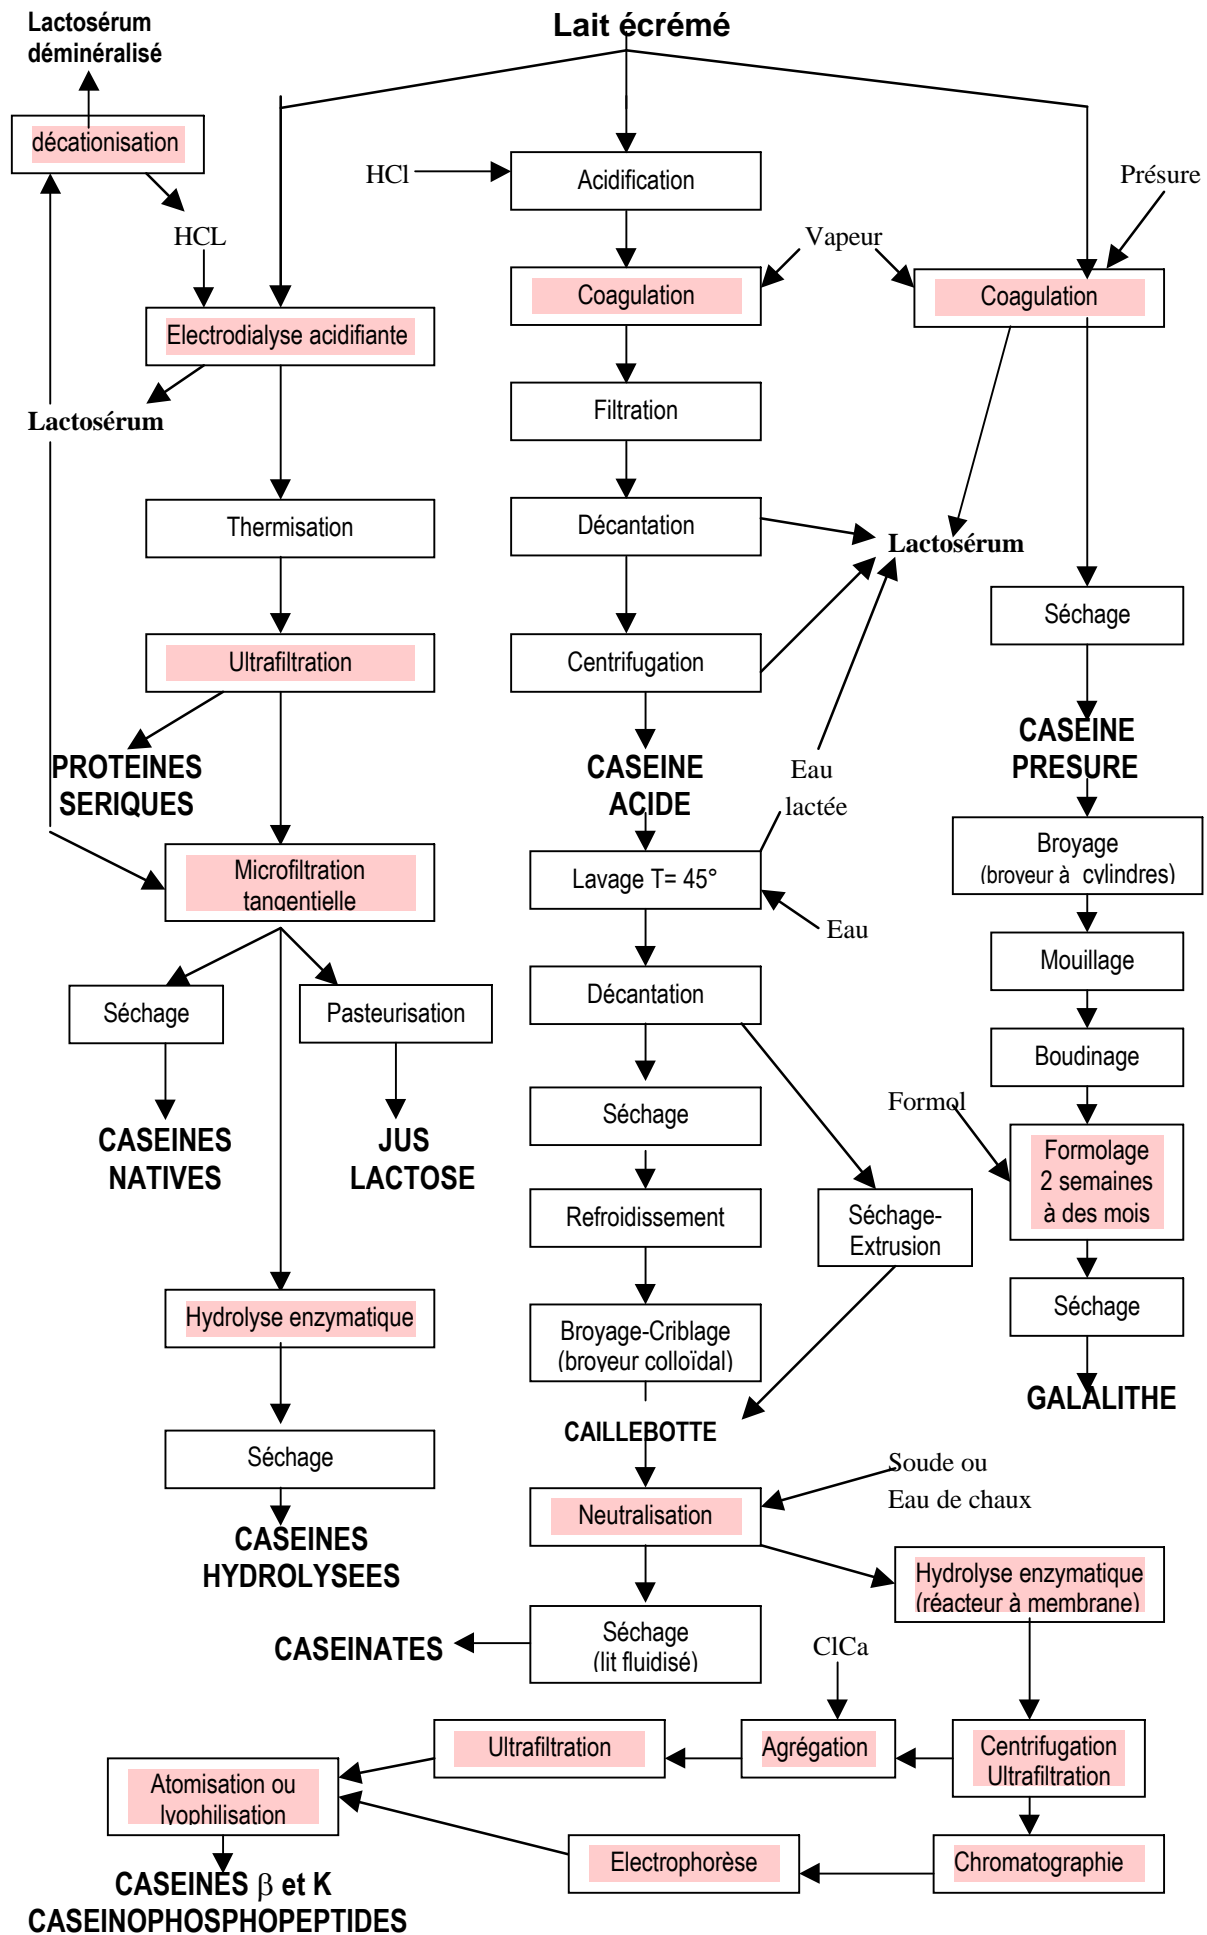 Lactosérum
déminéralisé
Lait écrémé
décationisation
HCl
Acidification
Présure
HCL
Vapeur
Coagulation
Coagulation
Electrodialyse acidifiante
Lactosérum
Filtration
Thermisation
Décantation
Lactosérum
Séchage
Ultrafiltration
Centrifugation
PROTEINES
SERIQUES
CASEINE
ACIDE
Eau
lactée
CASEINE
PRESURE
Microfiltration
tangentielle
Lavage T= 45°
Broyage
(broyeur à cylindres)
Eau
Mouillage
Séchage
Pasteurisation
Décantation
Boudinage
CASEINES
NATIVES
JUS
LACTOSE
Séchage
Formol
Formolage
2 semaines
à des mois
Refroidissement
Séchage-
Extrusion
Hydrolyse enzymatique
Broyage-Criblage
(broyeur colloïdal)
Séchage
GALALITHE
CAILLEBOTTE
Séchage
Soude ou
Eau de chaux
Neutralisation
CASEINES
HYDROLYSEES
Hydrolyse enzymatique
(réacteur à membrane)
CASEINATES
Séchage
(lit fluidisé)
ClCa
Ultrafiltration
Agrégation
Centrifugation
Ultrafiltration
Atomisation ou
lyophilisation
Electrophorèse
Chromatographie
CASEINES β et K
CASEINOPHOSPHOPEPTIDES